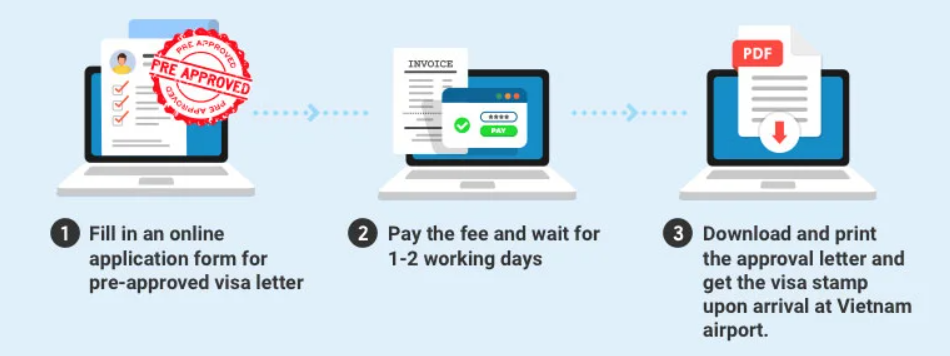 PRE APPROVED
PRE APPROVED
PRE APPROVED
INVOICE
****
PAY
PDF
1 Fill in an online
application form for
pre-approved visa letter
2 Pay the fee and wait for
1-2 working days
3 Download and print
the approval letter and
get the visa stamp
upon arrival at Vietnam
airport.